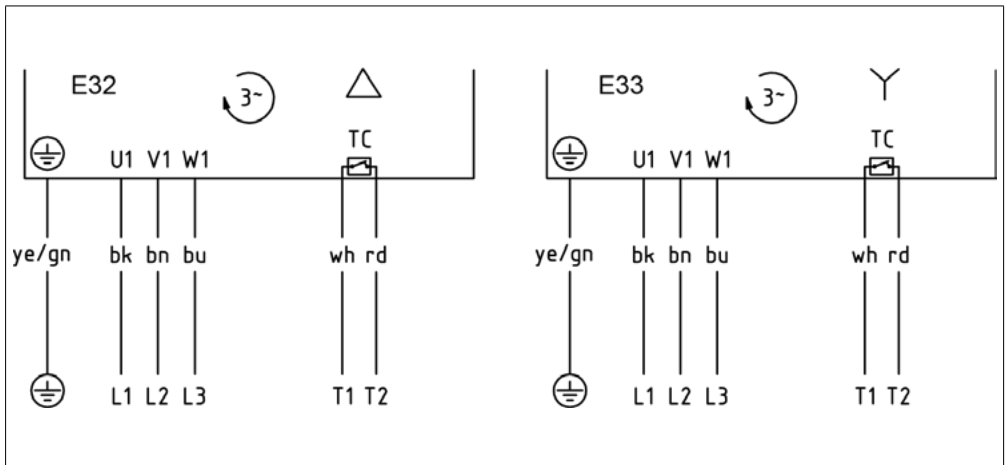 E32
3~
TC
U1 V1 W1
ye/gn bk bn bu wh rd
L1 L2 L3 T1 T2
E33
3~
TC
U1 V1 W1
ye/gn bk bn bu wh rd
L1 L2 L3 T1 T2